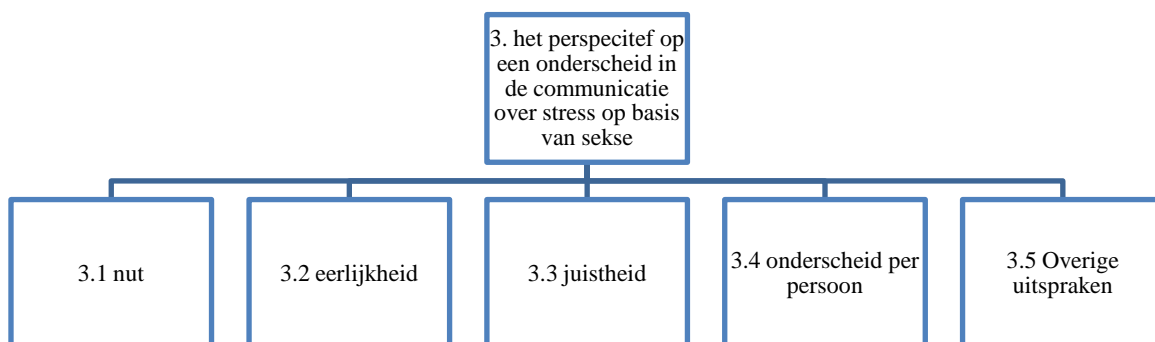 3. het perspecitef op
een onderscheid in
de communicatie
over stress op basis
van sekse
3.1 nut
3.2 eerlijkheid
3.3 juistheid
3.4 onderscheid per
persoon
3.5 Overige
uitspraken